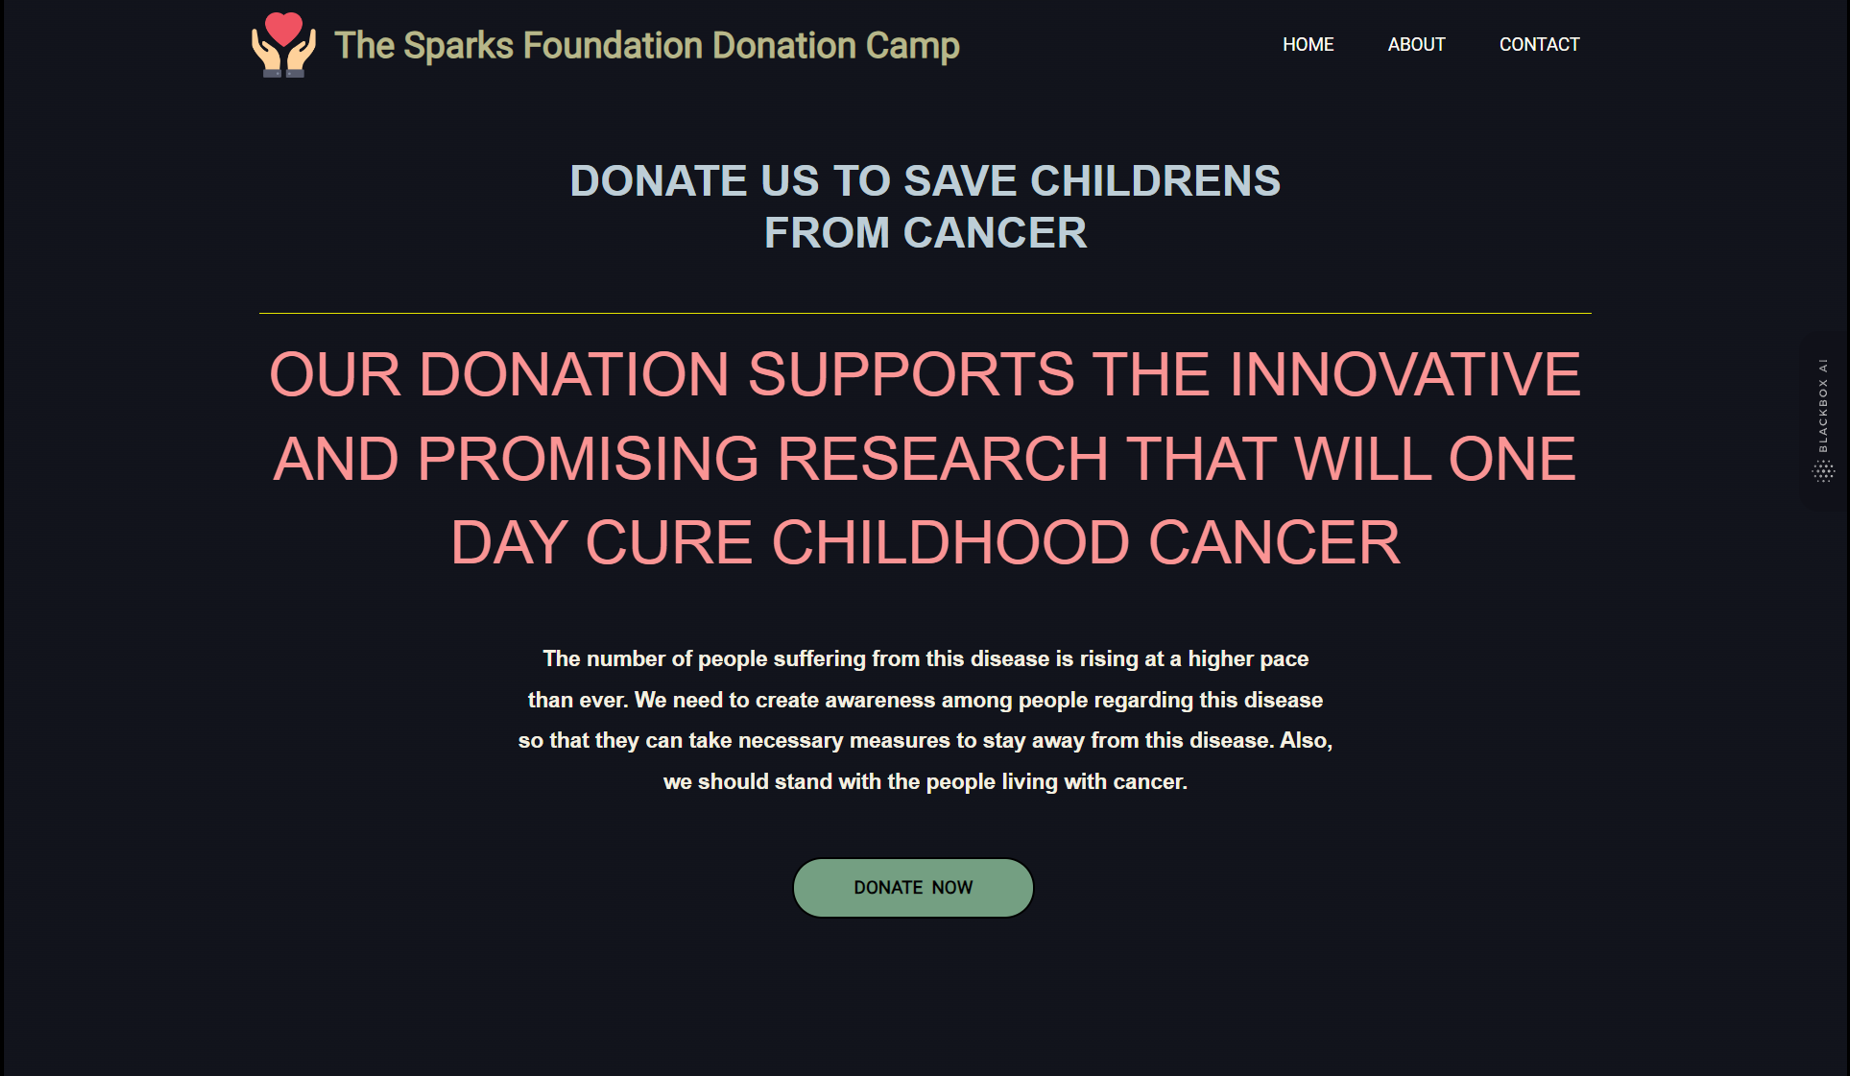 The Sparks Foundation Donation Camp
HOME
ABOUT
CONTACT
DONATE US TO SAVE CHILDRENS
FROM CANCER
OUR DONATION SUPPORTS THE INNOVATIVE
AND PROMISING RESEARCH THAT WILL ONE
DAY CURE CHILDHOOD CANCER
BLACKBOX AI
The number of people suffering from this disease is rising at a higher pace
than ever. We need to create awareness among people regarding this disease
so that they can take necessary measures to stay away from this disease. Also,
we should stand with the people living with cancer.
DONATE NOW